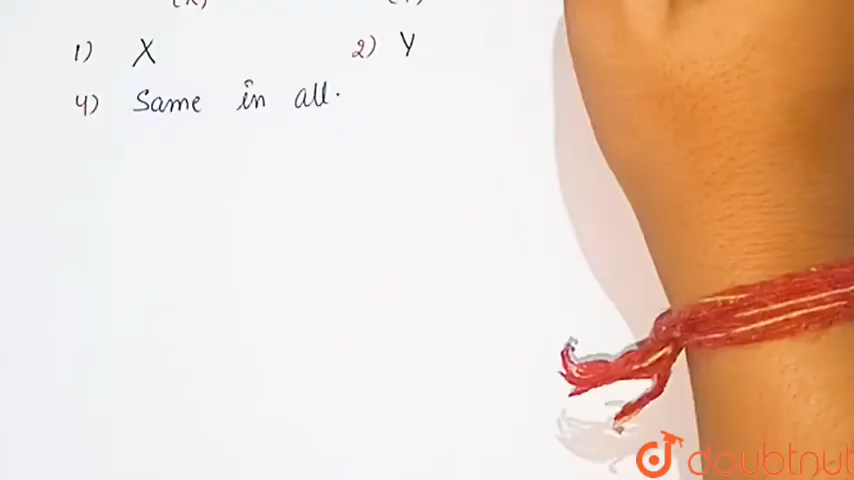 (X)
1) X 2) Y
4) Same in all.
doubtnut